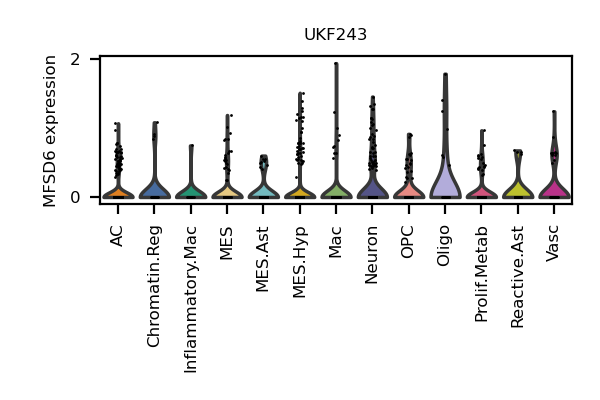 UKF243
MFSD6 expression
2
0
AC
Chromatin.Reg
Inflammatory.Mac
MES
MES.Ast
MES.Hyp
Mac
Neuron
OPC
Oligo
Prolif.Metab
Reactive.Ast
Vasc